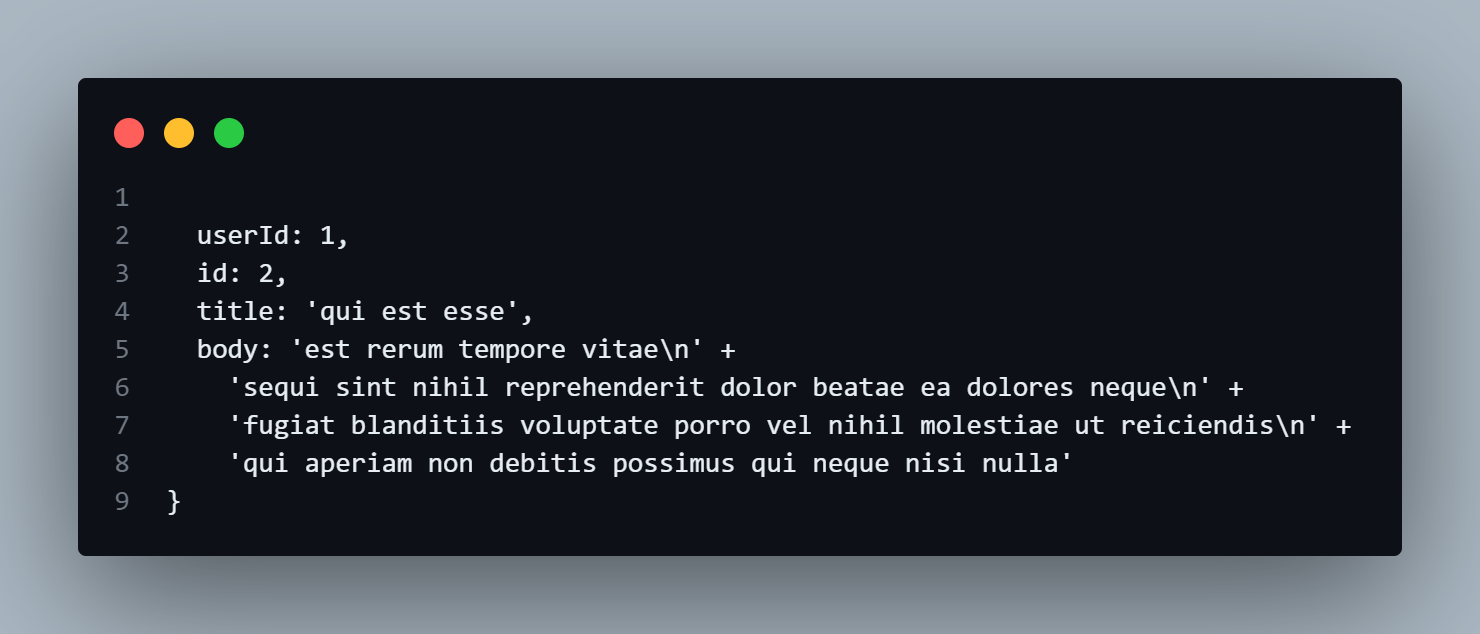 1
2 userId: 1,
3 id: 2,
4 title: 'qui est esse',
5 body: 'est rerum tempore vitae\n' +
6 'sequi sint nihil reprehenderit dolor beatae ea dolores neque\n' +
7 'fugiat blanditiis voluptate porro vel nihil molestiae ut reiciendis\n' +
8 'qui aperiam non debitis possimus qui neque nisi nulla'
9 }